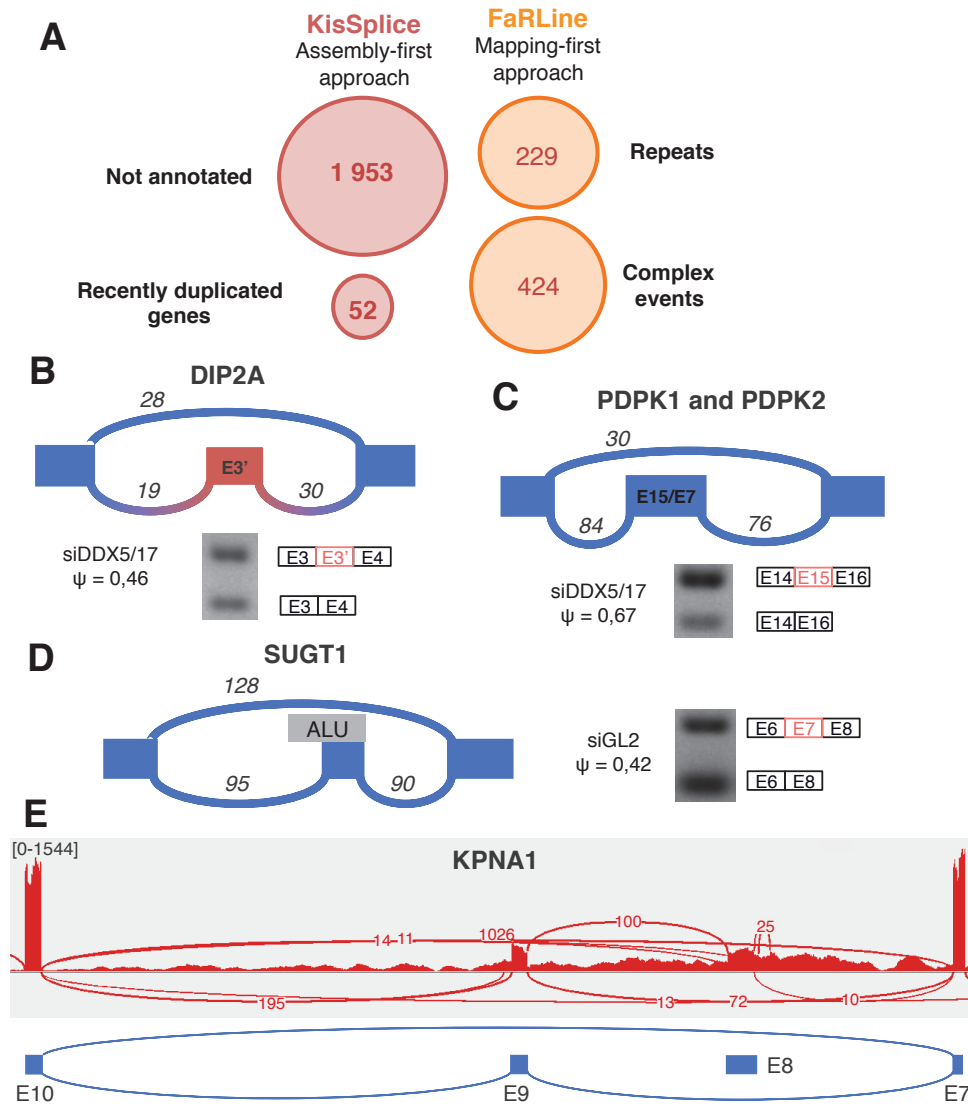 A
KisSplice
Assembly-first
approach
FaRLine
Mapping-first
approach
Not annotated
1 953
229
Repeats
Recently duplicated
genes
52
424
Complex
events
B
DIP2A
28
E3'
19
30
siDDX5/17
ψ = 0,46
E3 E3' E4
E3 E4
C
PDPK1 and PDPK2
30
E15/E7
84
76
siDDX5/17
ψ = 0,67
E14 E15 E16
E14 E16
D
SUGT1
128
ALU
95
90
siGL2
ψ = 0,42
E6 E7 E8
E6 E8
E
[0-1544]
KPNA1
14
11
1026
100
25
195
13
72
10
E10
E9
E8
E7